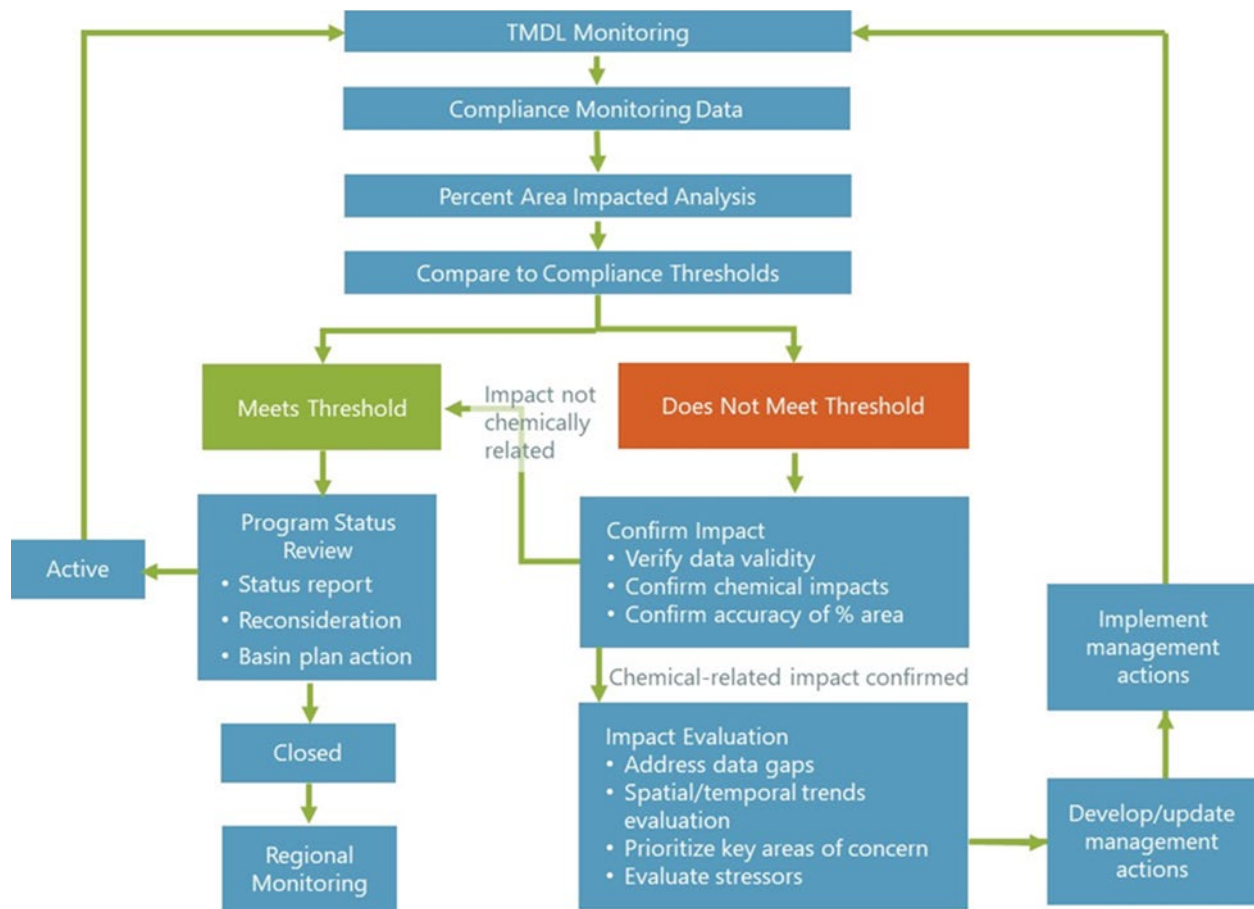 TMDL Monitoring
Compliance Monitoring Data
Percent Area Impacted Analysis
Compare to Compliance Thresholds
Meets Threshold
Impact not
chemically
related
Does Not Meet Threshold
Program Status
Review
• Status report
• Reconsideration
• Basin plan action
Active
Confirm Impact
• Verify data validity
• Confirm chemical impacts
• Confirm accuracy of % area
Implement
management
actions
Chemical-related impact confirmed
Closed
Impact Evaluation
• Address data gaps
• Spatial/temporal trends
evaluation
• Prioritize key areas of concern
• Evaluate stressors
Develop/update
management
actions
Regional
Monitoring